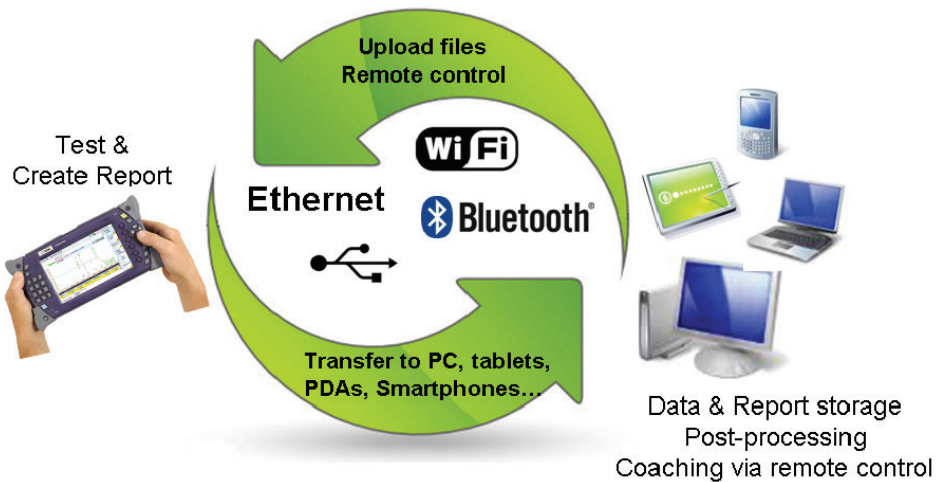 Upload files
Remote control
Test &
Create Report
WiFi
Ethernet
Bluetooth®
Transfer to PC, tablets,
PDAs, Smartphones...
Data & Report storage
Post-processing
Coaching via remote control